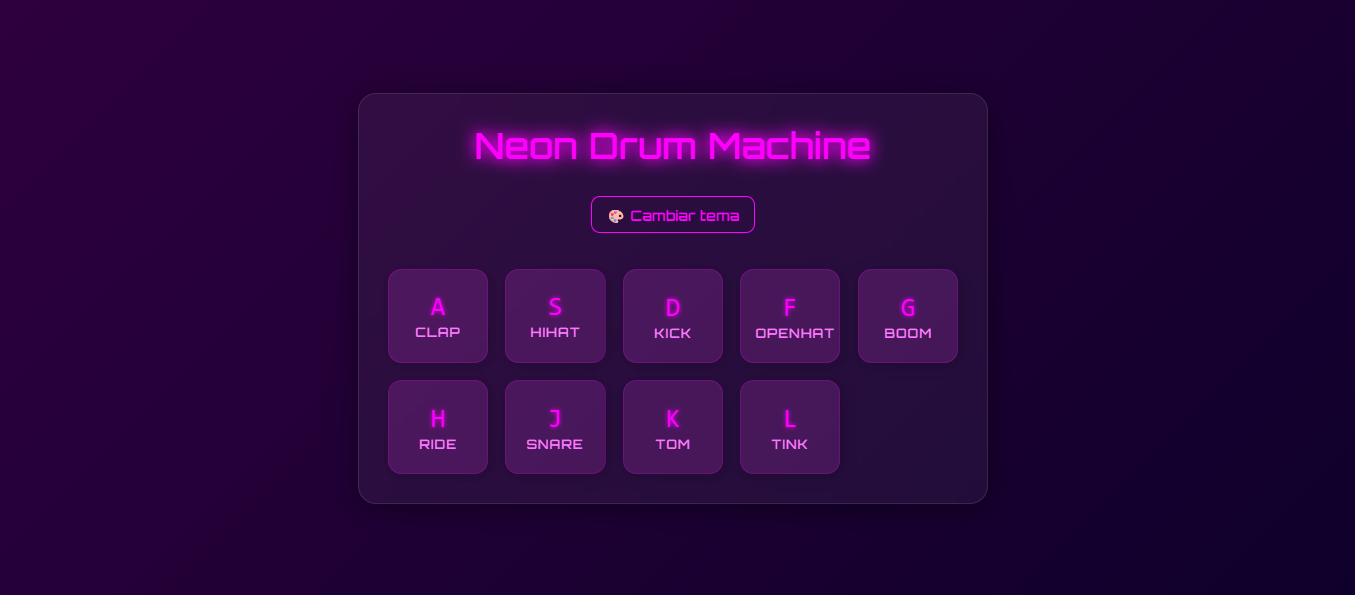 Neon Drum Machine
🎨 Cambiar tema
A S D F G
CLAP HIHAT KICK OPENHAT BOOM
H J K L
RIDE SNARE TOM TINK